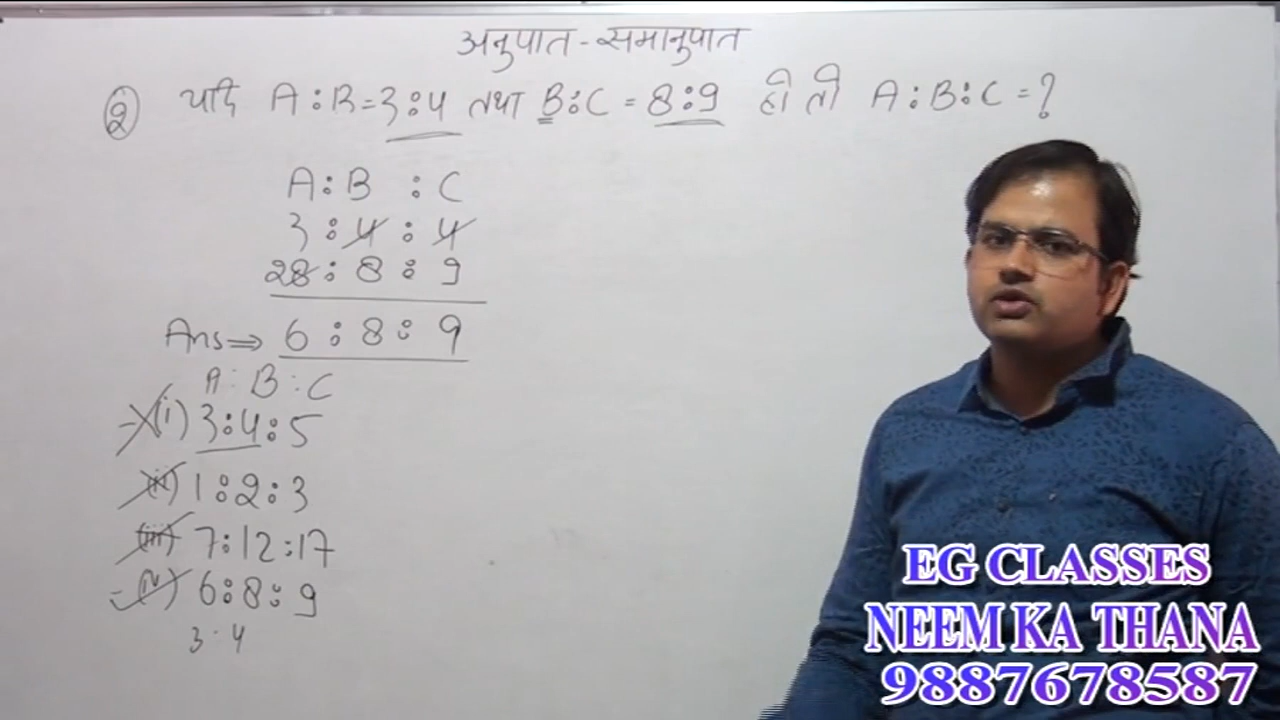 अनुपात-समानुपात
② यदि A:B=3:4 तथा B:C=8:9 हो तो A:B:C=?
A:B :C
3:4:4
28:8:9
Ans⇒ 6:8:9
A:B:C
(i) 3:4:5
(ii) 1:2:3
(iii) 7:12:17
(iv) 6:8:9
3:4
EG CLASSES
NEEM KA THANA
9887678587